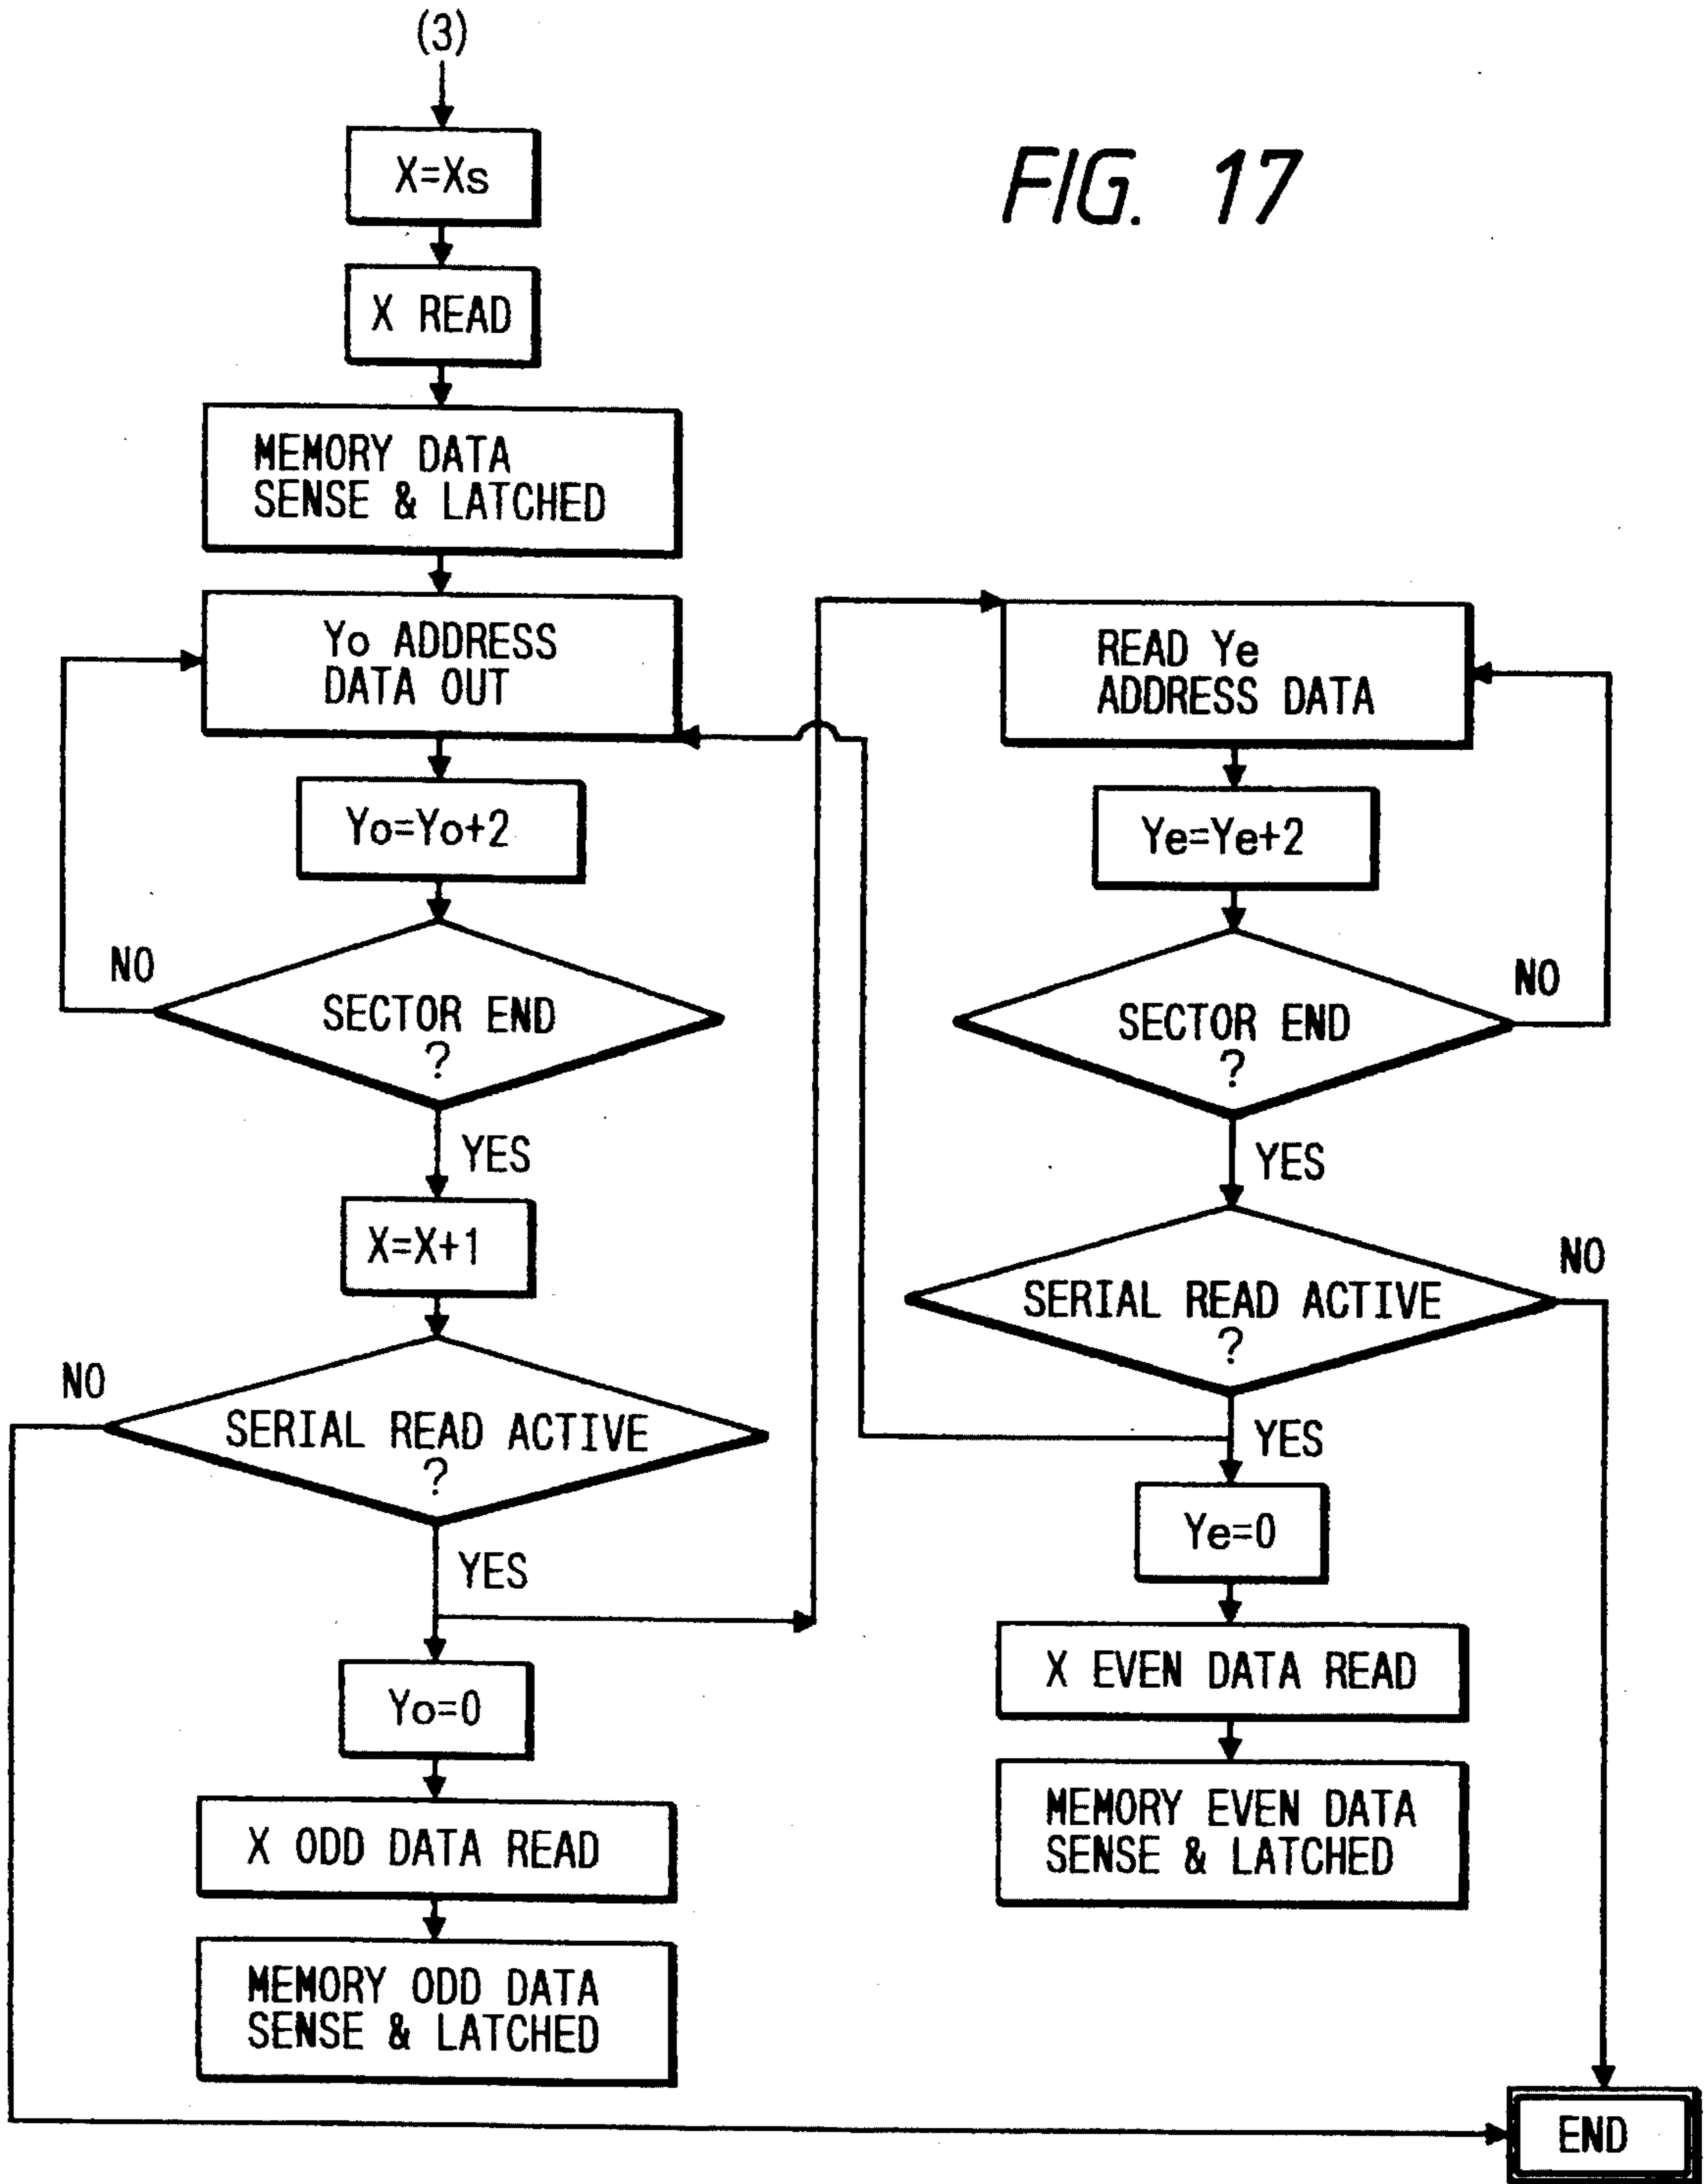 (3)
FIG. 17
X=Xs
X READ
MEMORY DATA
SENSE & LATCHED
Yo ADDRESS
DATA OUT
Yo=Yo+2
NO
SECTOR END
?
YES
X=X+1
NO
SERIAL READ ACTIVE
?
YES
Yo=0
X ODD DATA READ
MEMORY ODD DATA
SENSE & LATCHED
READ Ye
ADDRESS DATA
Ye=Ye+2
NO
SECTOR END
?
YES
NO
SERIAL READ ACTIVE
?
YES
Ye=0
X EVEN DATA READ
MEMORY EVEN DATA
SENSE & LATCHED
END